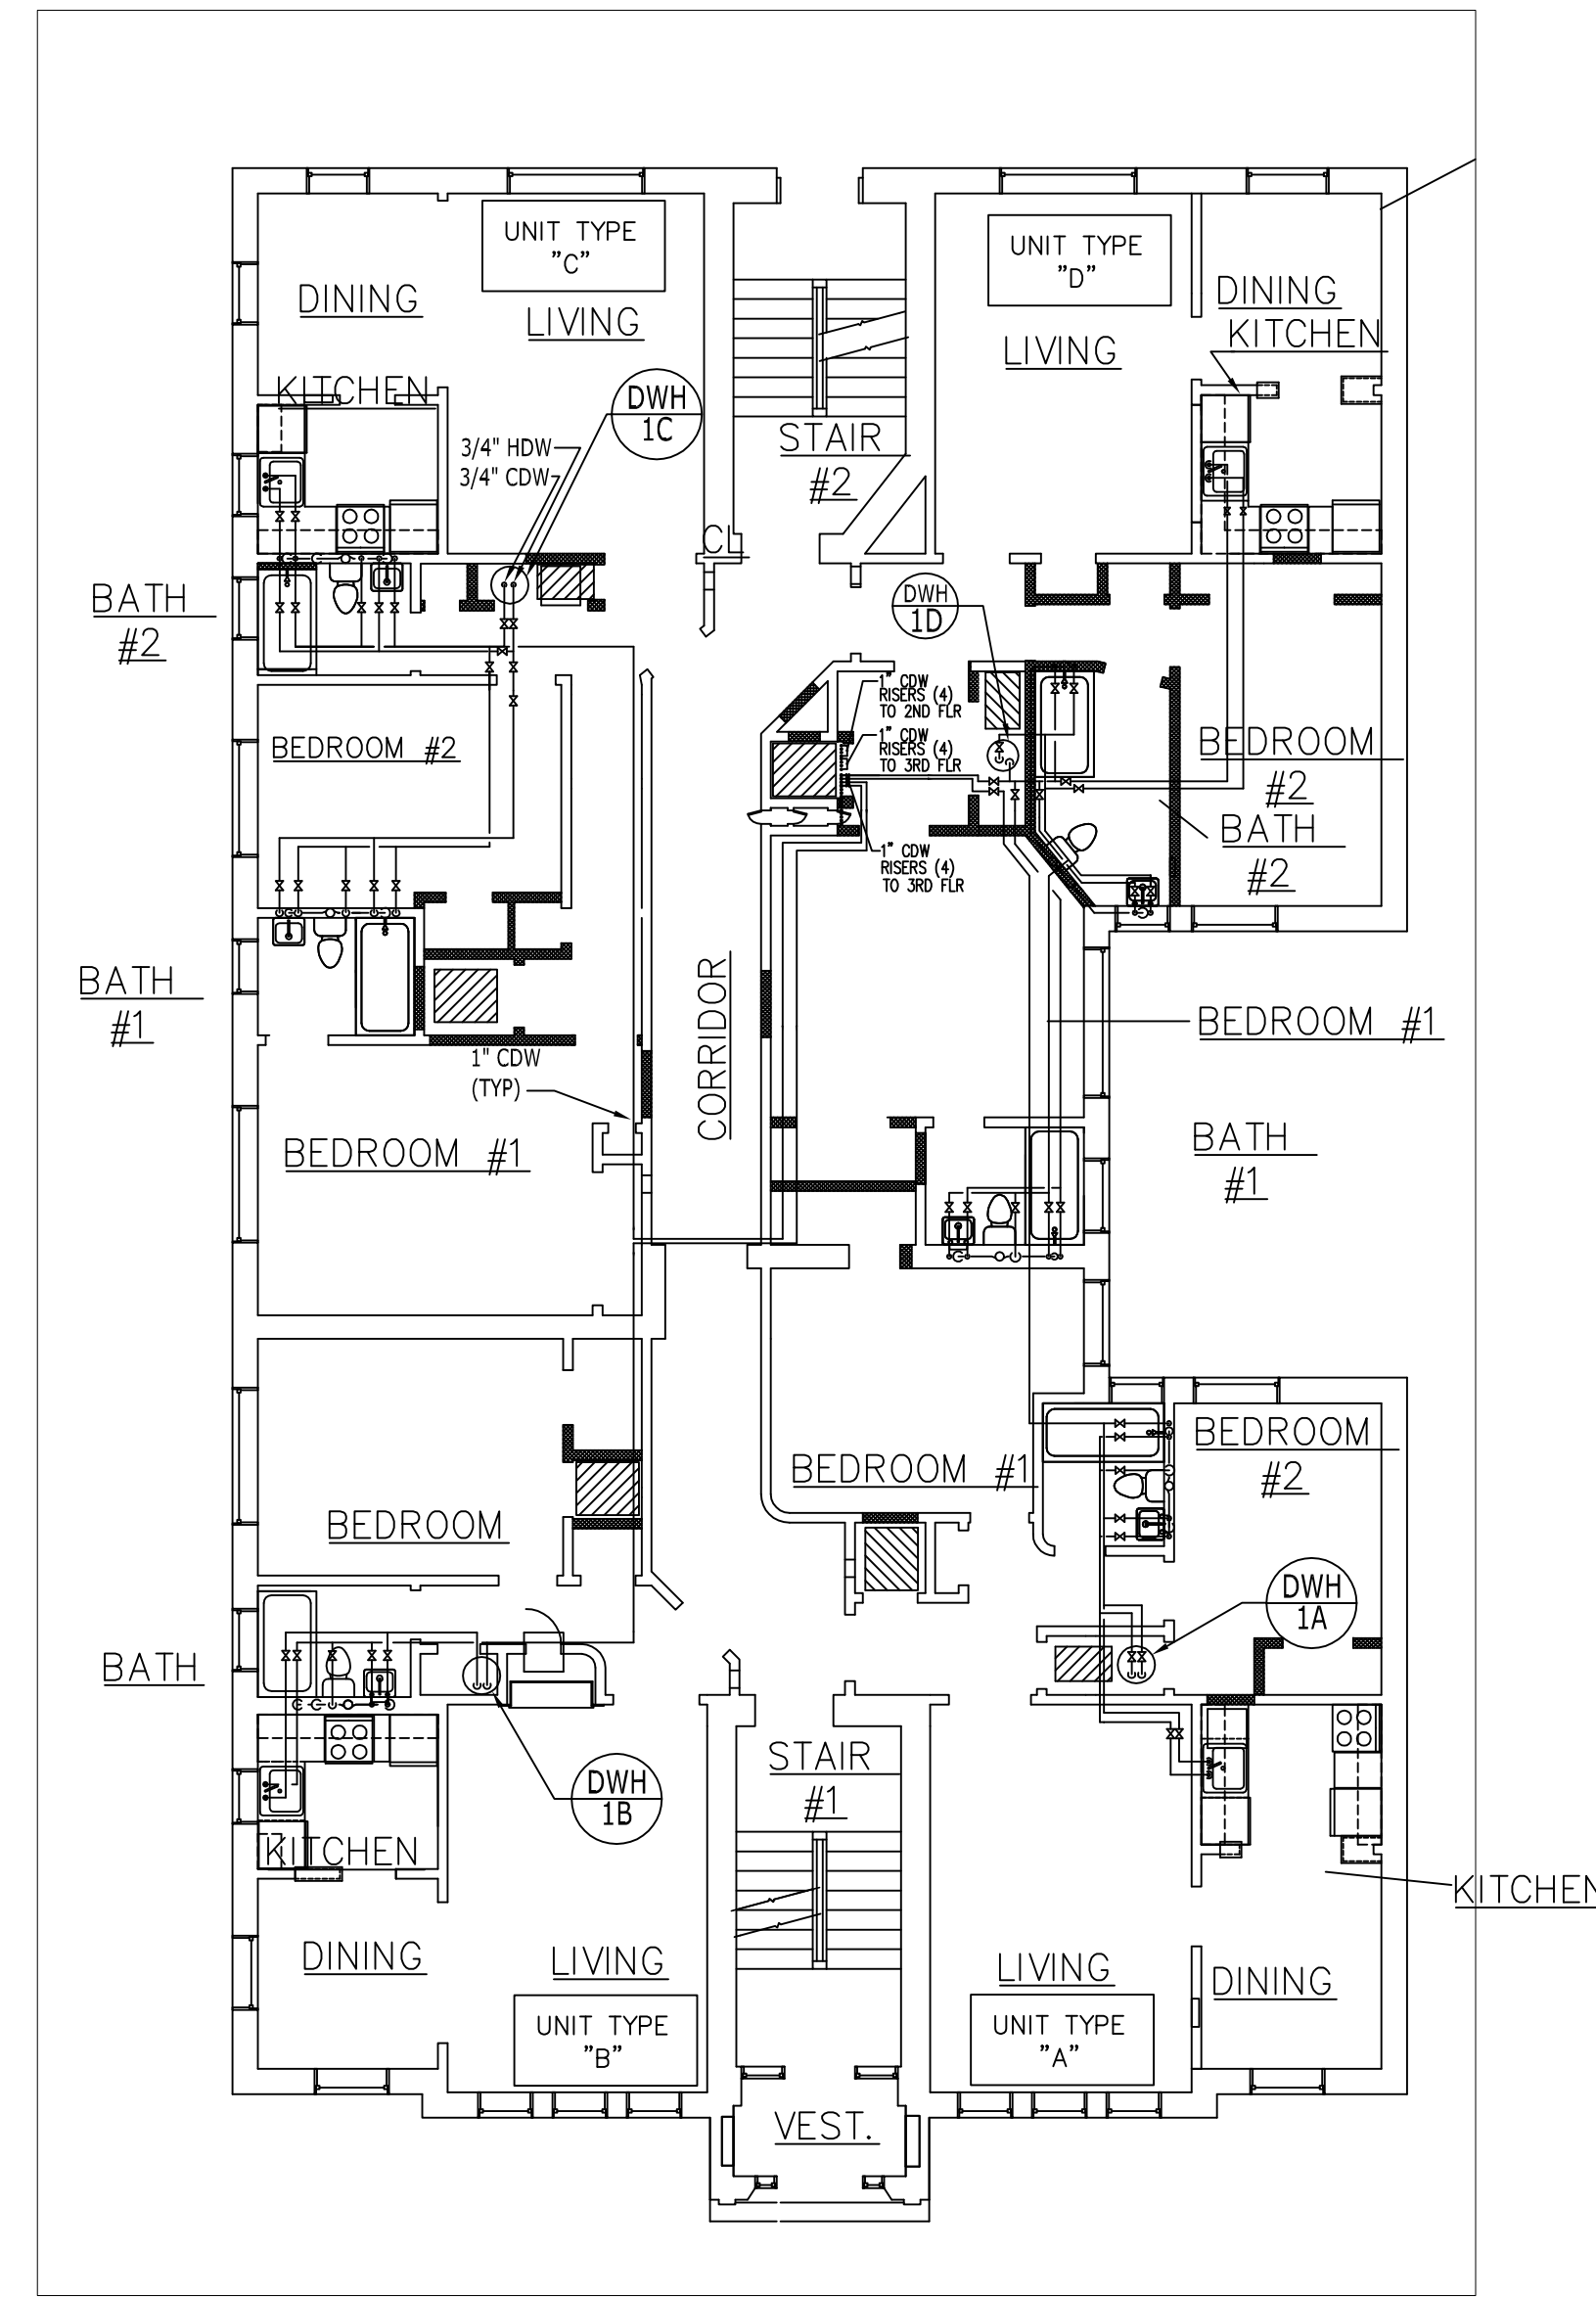 UNIT TYPE
"C"
UNIT TYPE
"D"
DINING
LIVING
DINING
KITCHEN
LIVING
KITCHEN
DWH
1C
3/4" HDW
3/4" CDW
STAIR
#2
CL
BATH
#2
DWH
1D
1" CDW
RISERS (4)
TO 2ND FLR
1" CDW
RISERS (4)
TO 3RD FLR
BEDROOM #2
BEDROOM
#2
BATH
#2
1" CDW
RISERS (4)
TO 3RD FLR
BATH
#1
CORRIDOR
BEDROOM #1
1" CDW
(TYP)
BEDROOM #1
BATH
#1
BEDROOM
#2
BEDROOM #1
BEDROOM
DWH
1A
BATH
DWH
1B
STAIR
#1
KITCHEN
KITCHEN
DINING
LIVING
LIVING
DINING
UNIT TYPE
"B"
UNIT TYPE
"A"
VEST.